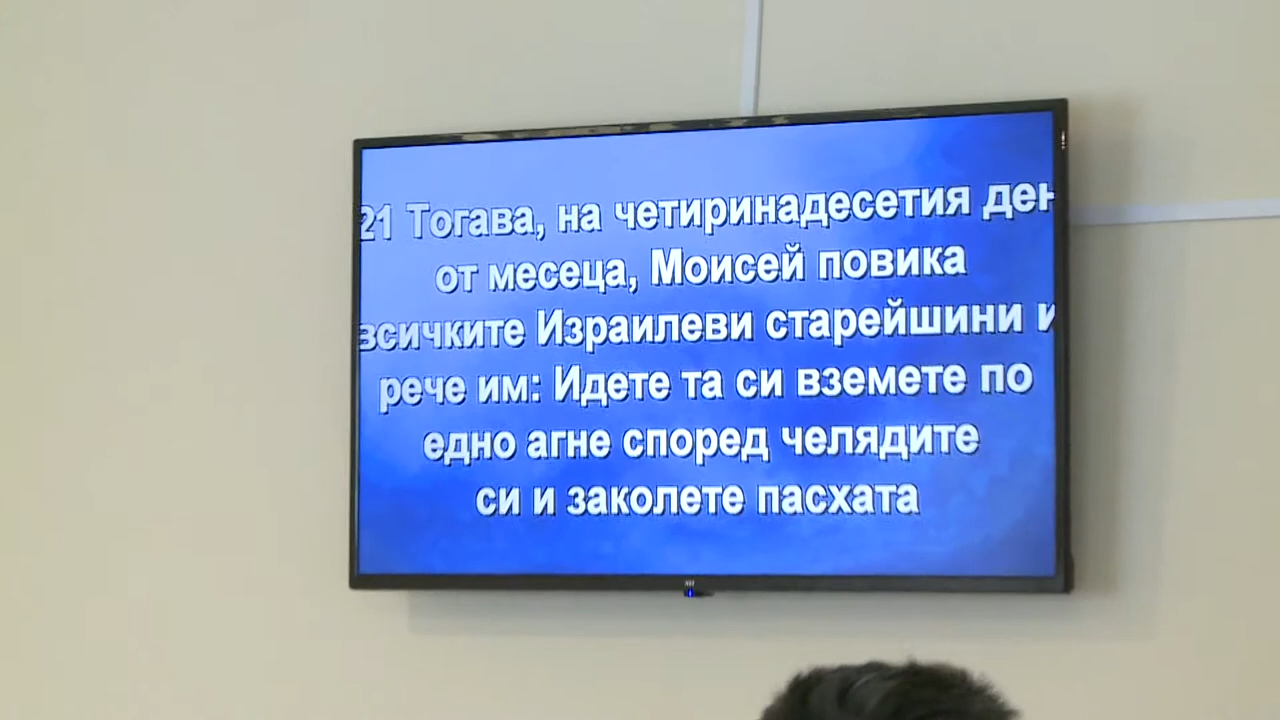 21 Тогава, на четиринадесетия ден
от месеца, Моисей повика
всичките Израилеви старейшини и
рече им: Идете та си вземете по
едно агне според челядите
си и заколете пасхата